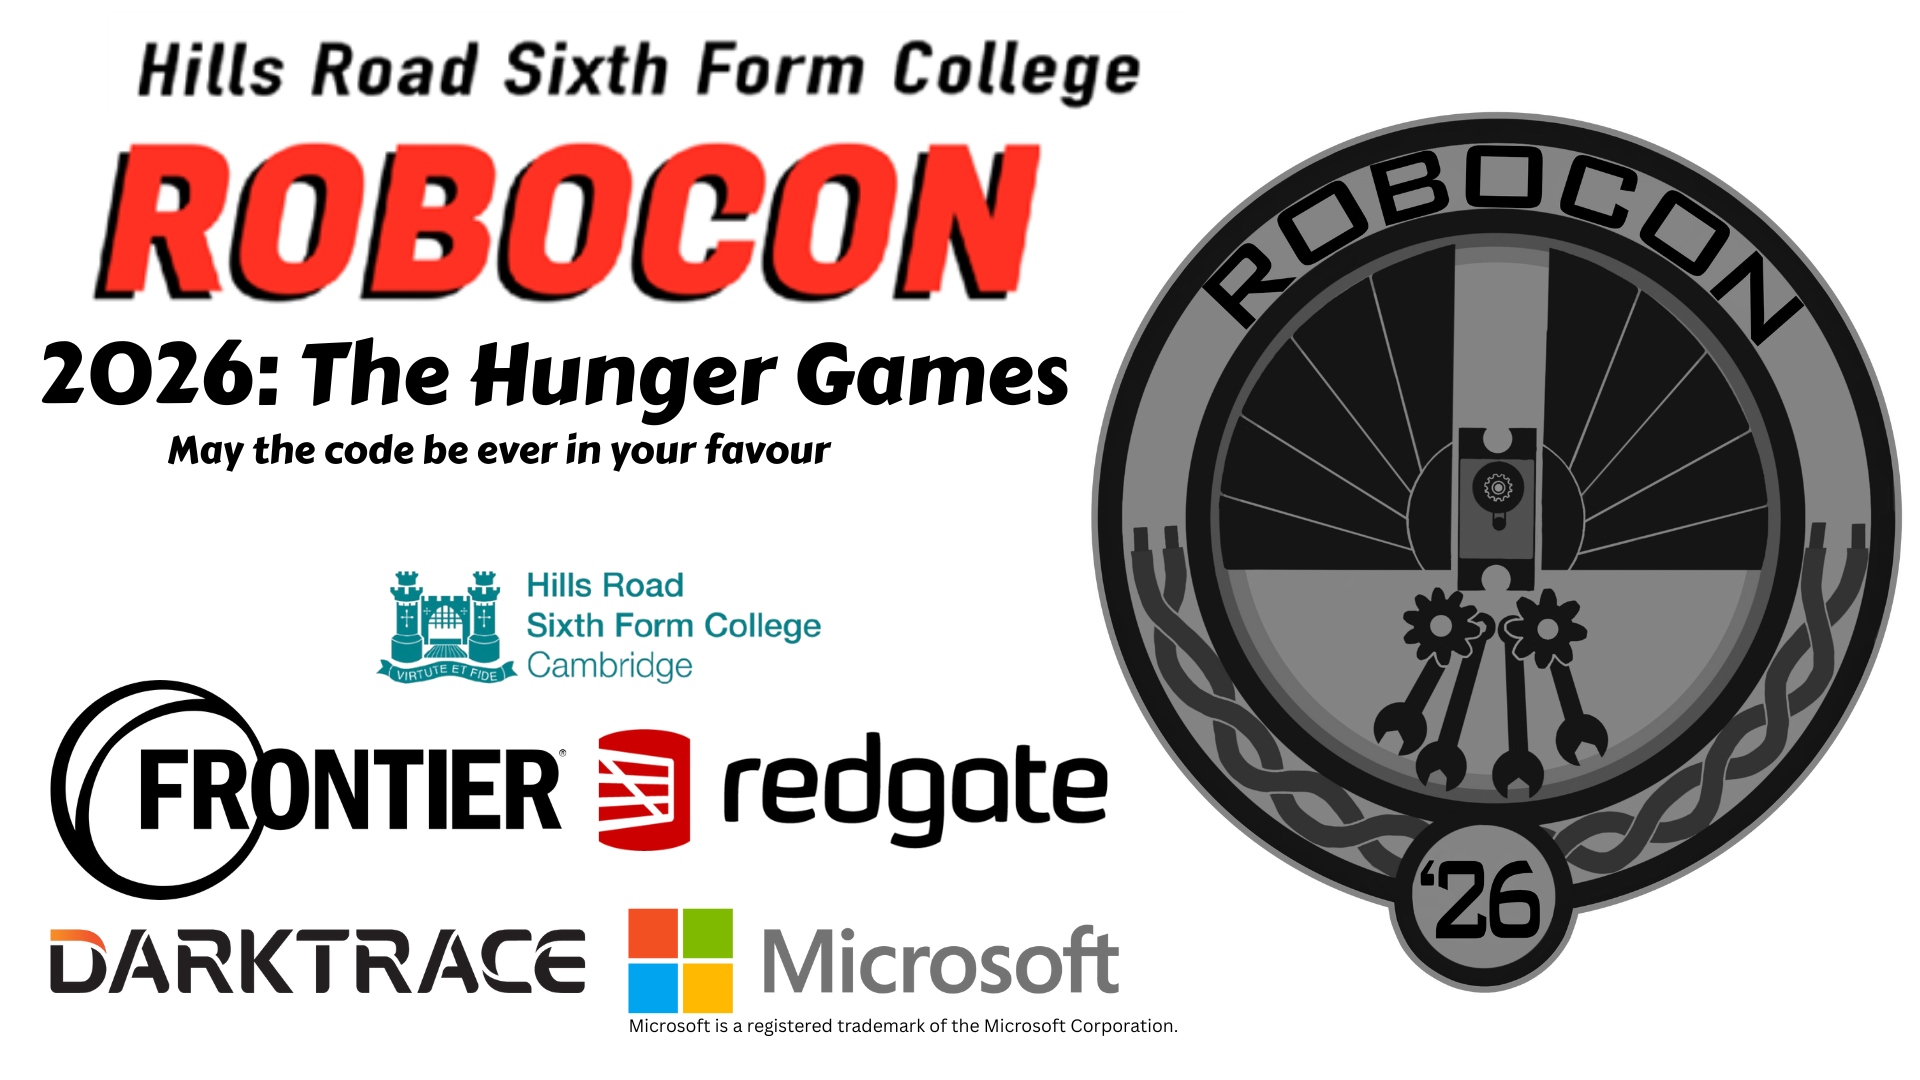 Hills Road Sixth Form College
ROBOCON
2026: The Hunger Games
May the code be ever in your favour
Hills Road
Sixth Form College
Cambridge
VIRTUTE ET FIDE
FRONTIER®
redgate
DARKTRACE
Microsoft
Microsoft is a registered trademark of the Microsoft Corporation.
ROBOCON
‘26